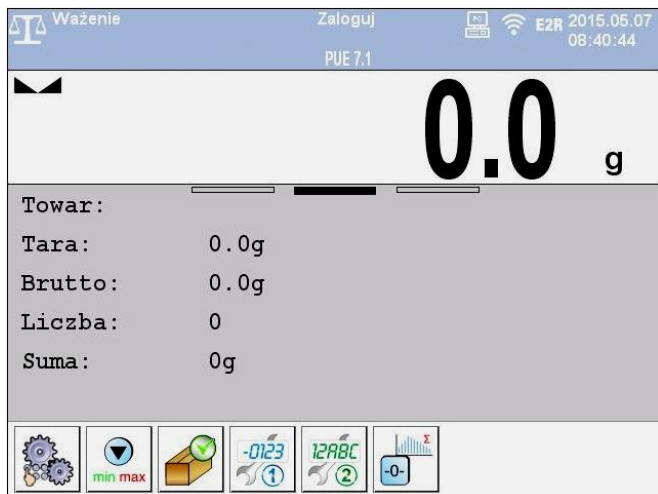 Ważenie Zaloguj PC E2R 2015.05.07
08:40:44
PUE 7.1
0.0 g
Towar:
Tara: 0.0g
Brutto: 0.0g
Liczba: 0
Suma: 0g
min max -0123 1 12ABC 2 Σ -0-